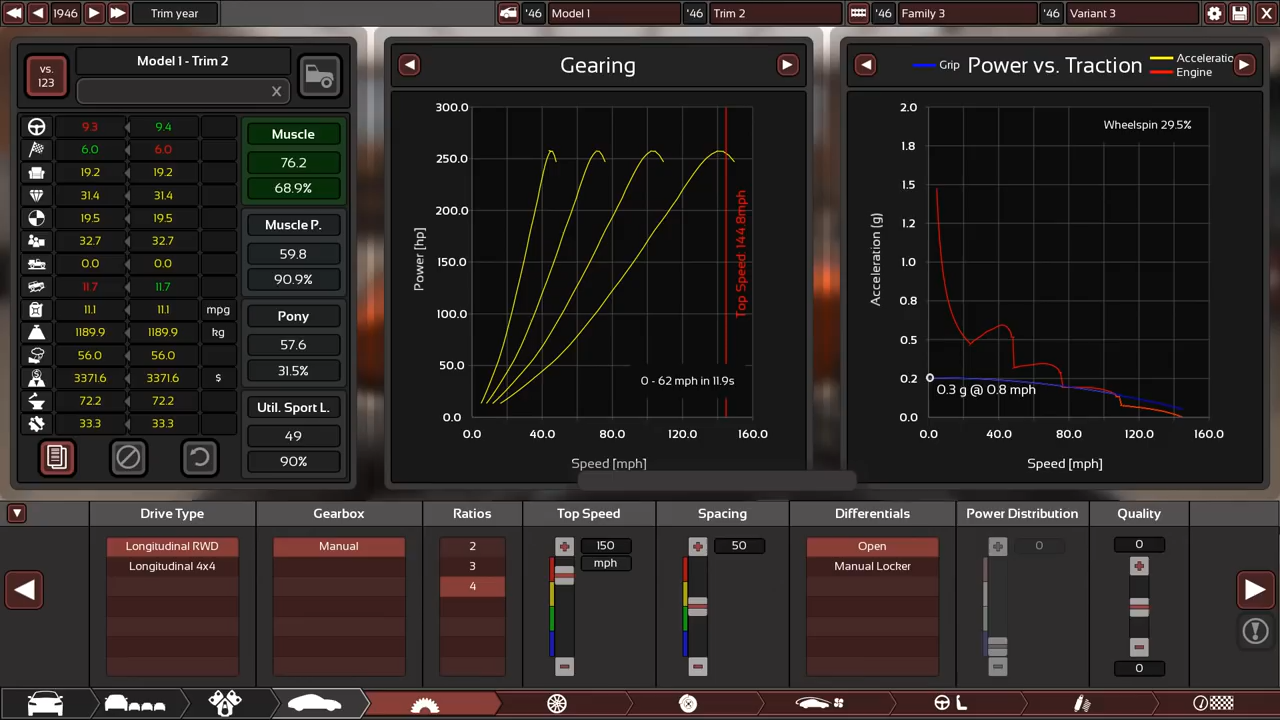 1946
Trim year
'46
Model 1
'46
Trim 2
'46
Family 3
'46
Variant 3
vs.
123
Model 1 - Trim 2
9.3 9.4
6.0 6.0
19.2 19.2
31.4 31.4
19.5 19.5
32.7 32.7
0.0 0.0
11.7 11.7
11.1 11.1 mpg
1189.9 1189.9 kg
56.0 56.0
3371.6 3371.6 $
72.2 72.2
33.3 33.3
Muscle
76.2
68.9%
Muscle P.
59.8
90.9%
Pony
57.6
31.5%
Util. Sport L.
49
90%
Gearing
300.0
250.0
200.0
150.0
100.0
50.0
0.0
Power [hp]
Top Speed: 144.8mph
0 - 62 mph in 11.9s
0.0 40.0 80.0 120.0 160.0
Speed [mph]
Grip
Power vs. Traction
Acceleratio
Engine
2.0
1.8
1.5
1.2
1.0
0.8
0.5
0.2
0.0
Acceleration (g)
Wheelspin 29.5%
0.3 g @ 0.8 mph
0.0 40.0 80.0 120.0 160.0
Speed [mph]
Drive Type
Longitudinal RWD
Longitudinal 4x4
Gearbox
Manual
Ratios
2
3
4
Top Speed
150
mph
Spacing
50
Differentials
Open
Manual Locker
Power Distribution
0
Quality
0
0